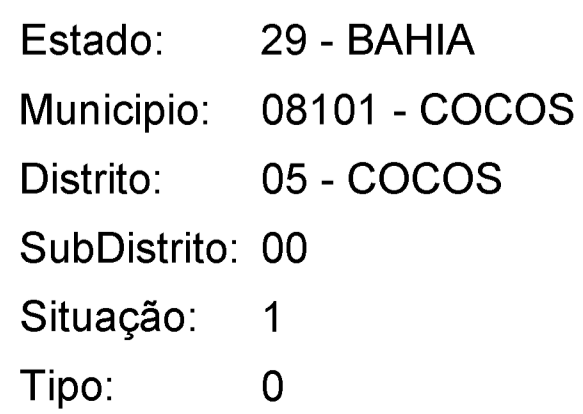 Estado: 29 - BAHIA
Municipio: 08101 - COCOS
Distrito: 05 - COCOS
SubDistrito: 00
Situação: 1
Tipo: 0